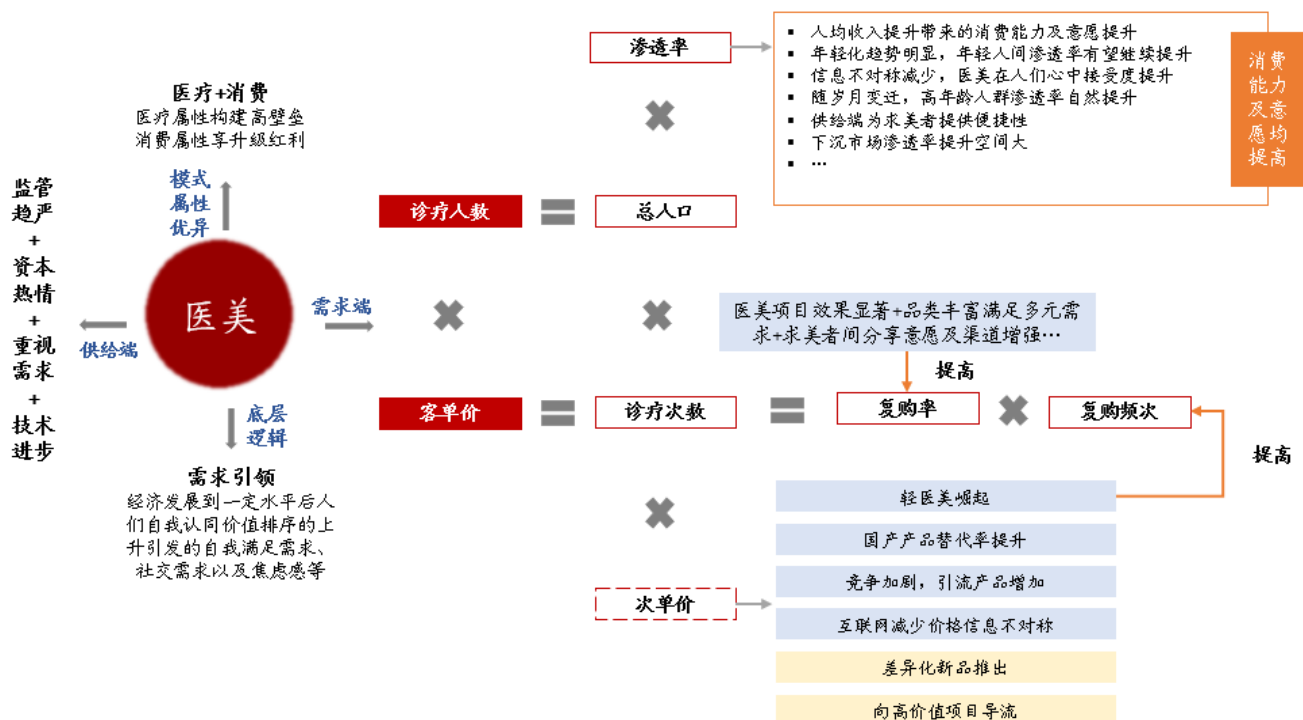 医疗+消费
医疗属性构建高壁垒
消费属性享升级红利
模式
属性
优异
监管
趋严
+
资本
热情
+
重视
需求
+
技术
进步
供给端
医美
需求端
底层
逻辑
需求引领
经济发展到一定水平后人
们自我认同价值排序的上
升引发的自我满足需求、
社交需求以及焦虑感等
渗透率
▪ 人均收入提升带来的消费能力及意愿提升
▪ 年轻化趋势明显，年轻人间渗透率有望继续提升
▪ 信息不对称减少，医美在人们心中接受度提升
▪ 随岁月变迁，高年龄人群渗透率自然提升
▪ 供给端为求美者提供便捷性
▪ 下沉市场渗透率提升空间大
▪ …
消费
能力
及意
愿均
提高
诊疗人数
总人口
医美项目效果显著+品类丰富满足多元需
求+求美者间分享意愿及渠道增强…
提高
客单价
诊疗次数
复购率
复购频次
提高
轻医美崛起
国产产品替代率提升
竞争加剧，引流产品增加
次单价
互联网减少价格信息不对称
差异化新品推出
向高价值项目导流